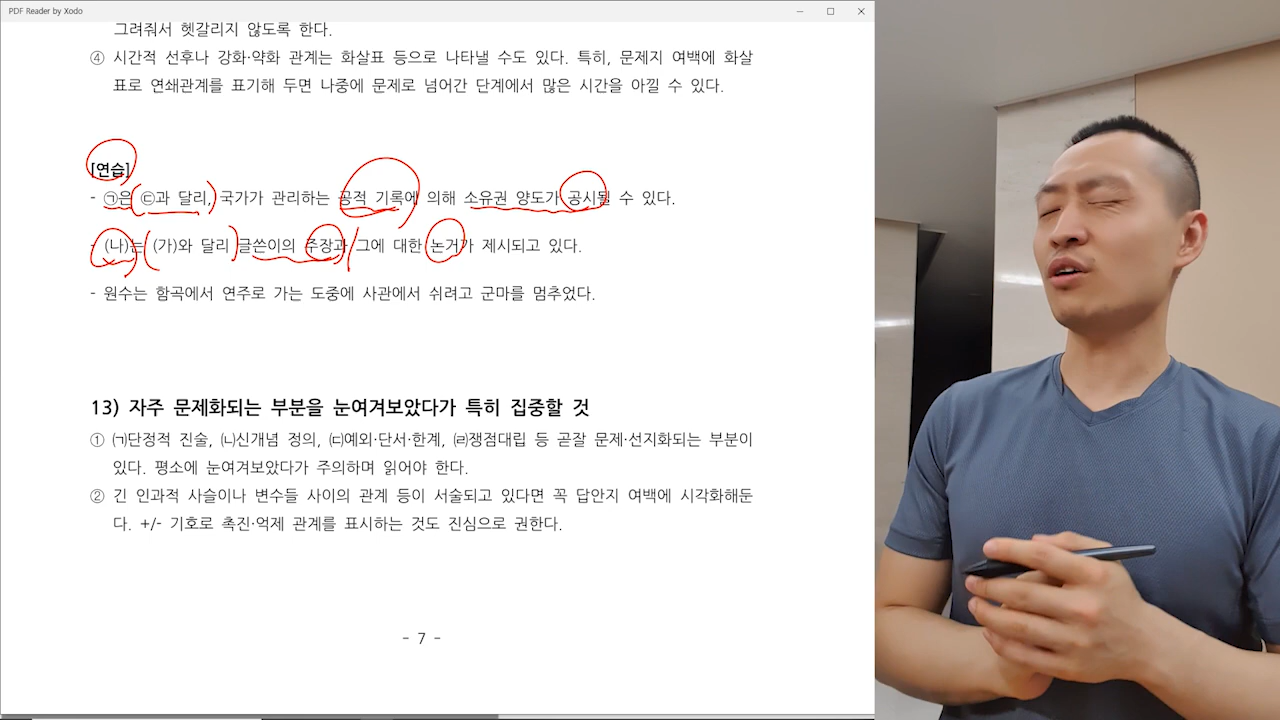 PDF Reader by Xodo
그려줘서 헷갈리지 않도록 한다.
④ 시간적 선후나 강화·약화 관계는 화살표 등으로 나타낼 수도 있다. 특히, 문제지 여백에 화살
표로 연쇄관계를 표기해 두면 나중에 문제로 넘어간 단계에서 많은 시간을 아낄 수 있다.
[연습]
- ㉠은 ㉢과 달리, 국가가 관리하는 공적 기록에 의해 소유권 양도가 공시될 수 있다.
- (나)는 (가)와 달리 글쓴이의 주장과 그에 대한 논거가 제시되고 있다.
- 원수는 함곡에서 연주로 가는 도중에 사관에서 쉬려고 군마를 멈추었다.
13) 자주 문제화되는 부분을 눈여겨보았다가 특히 집중할 것
① ㈀단정적 진술, ㈁신개념 정의, ㈂예외·단서·한계, ㈃쟁점대립 등 곧잘 문제·선지화되는 부분이
있다. 평소에 눈여겨보았다가 주의하며 읽어야 한다.
② 긴 인과적 사슬이나 변수들 사이의 관계 등이 서술되고 있다면 꼭 답안지 여백에 시각화해둔
다. +/- 기호로 촉진·억제 관계를 표시하는 것도 진심으로 권한다.
- 7 -